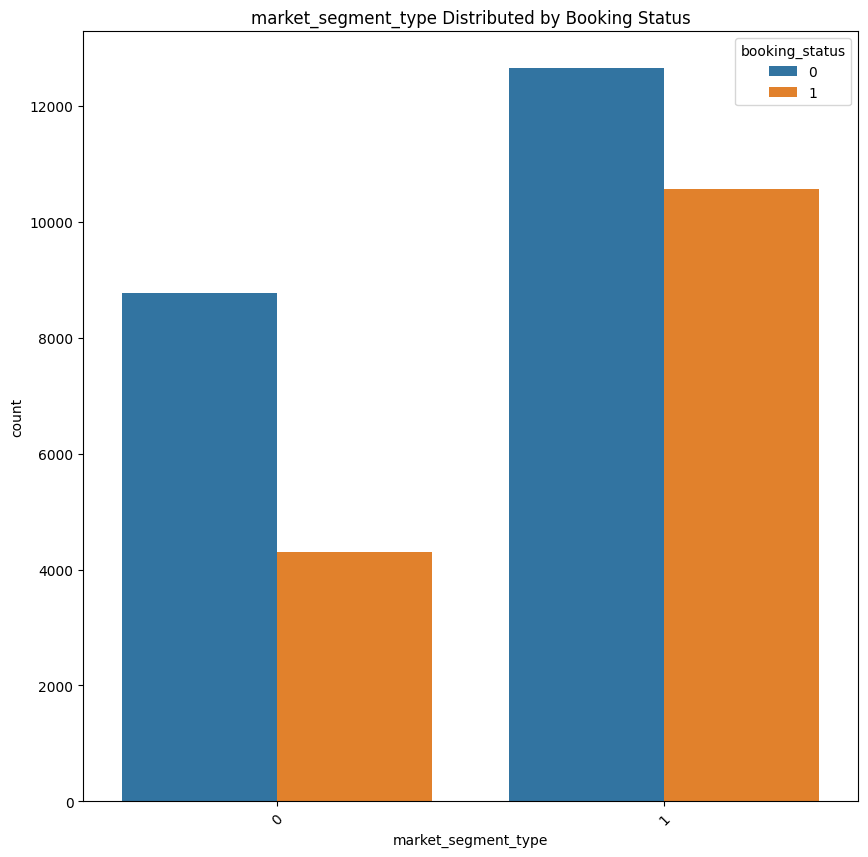 market_segment_type Distributed by Booking Status
booking_status
0
1
12000
10000
8000
6000
4000
2000
0
count
0
1
market_segment_type